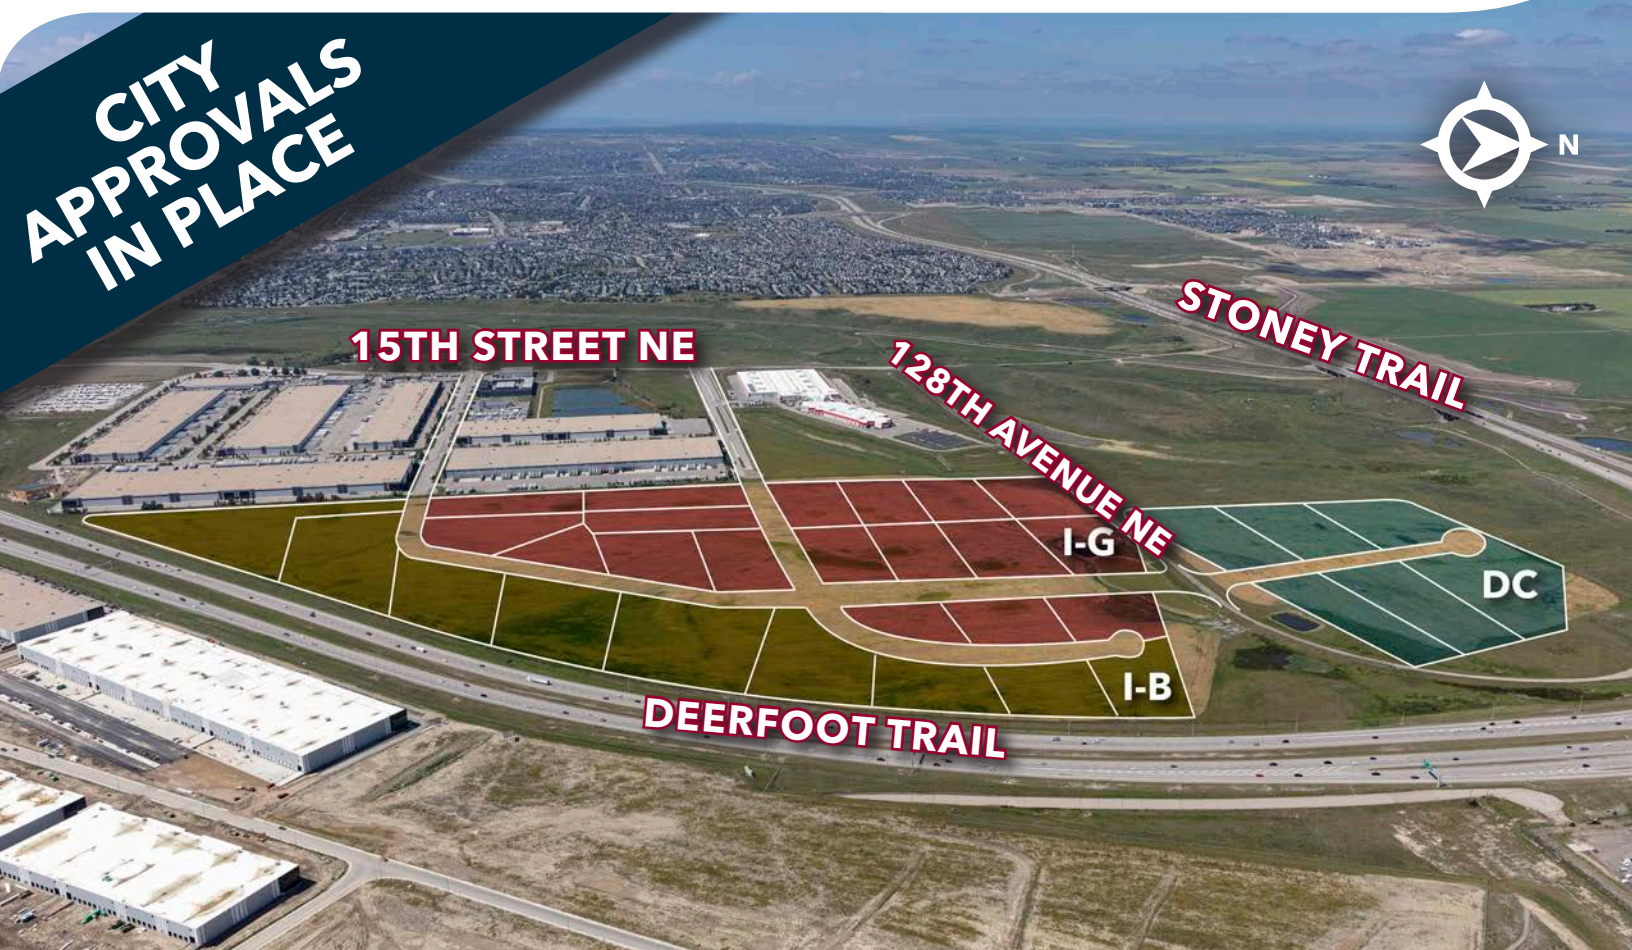 CITY
APPROVALS
IN PLACE
N
STONEY TRAIL
15TH STREET NE
128TH AVENUE NE
I-G
DC
I-B
DEERFOOT TRAIL